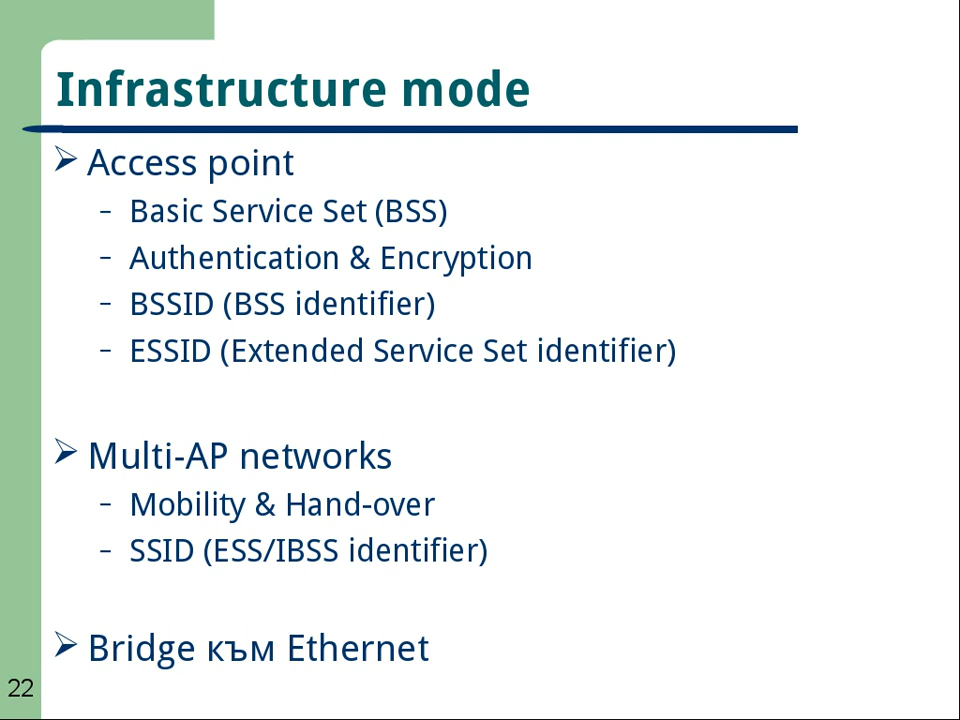 Infrastructure mode
➢ Access point
– Basic Service Set (BSS)
– Authentication & Encryption
– BSSID (BSS identifier)
– ESSID (Extended Service Set identifier)
➢ Multi-AP networks
– Mobility & Hand-over
– SSID (ESS/IBSS identifier)
➢ Bridge към Ethernet
22